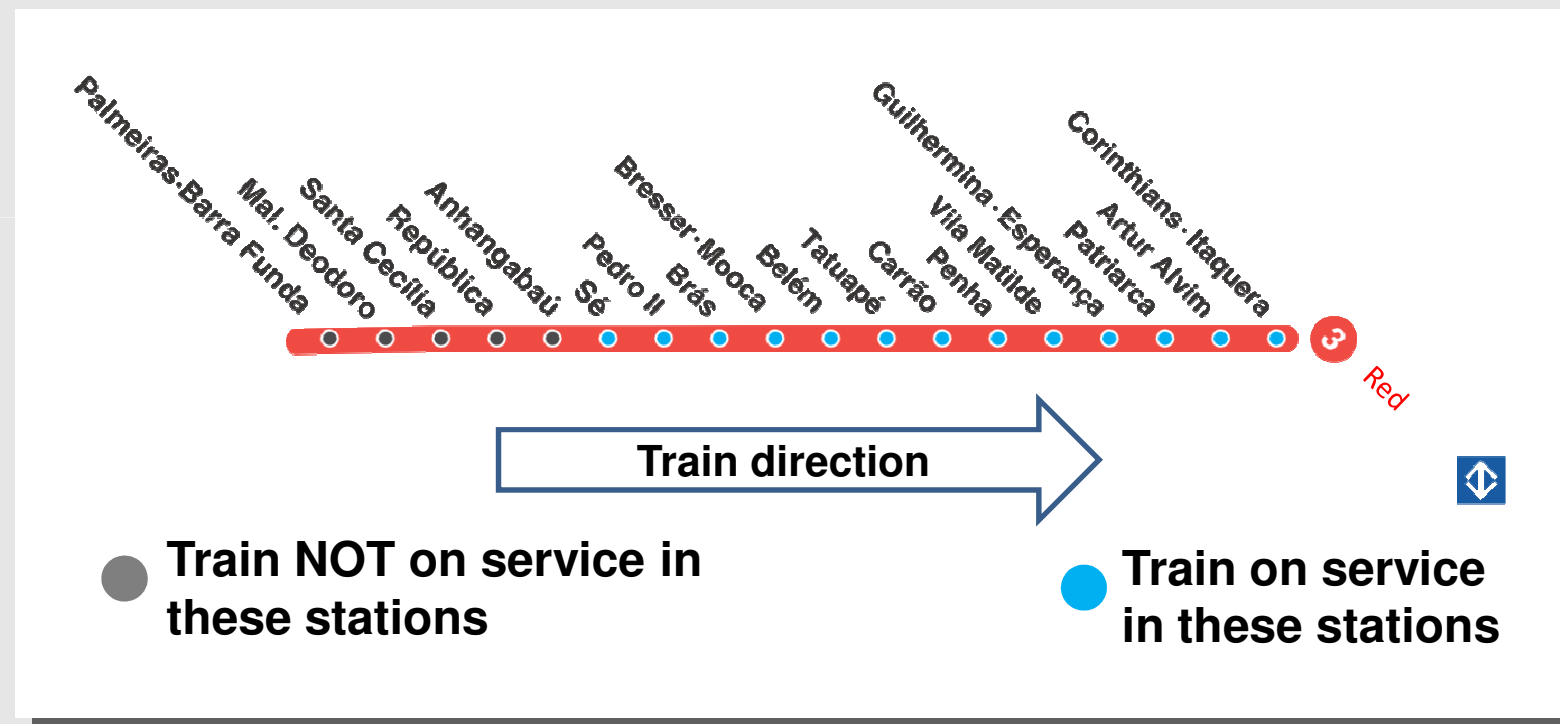 Palmeiras·Barra Funda
Mal. Deodoro
Santa Cecília
República
Anhangabaú
Sé
Pedro II
Brás
Bresser·Mooca
Belém
Tatuapé
Carrão
Penha
Vila Matilde
Guilhermina·Esperança
Patriarca
Artur Alvim
Corinthians·Itaquera
3
Red
Train direction
Train NOT on service in
these stations
Train on service
in these stations